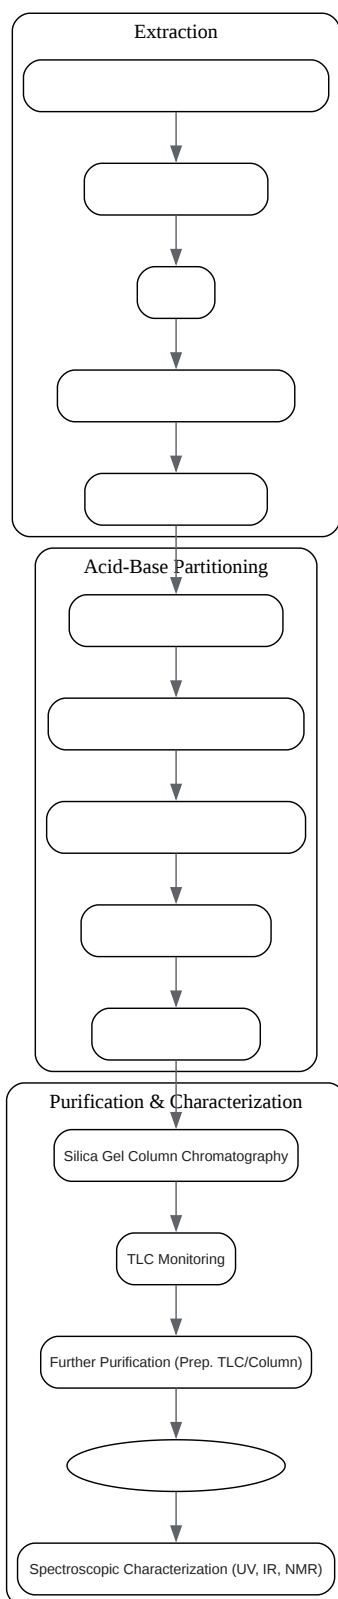 Extraction
Acid-Base Partitioning
Purification & Characterization
Silica Gel Column Chromatography
TLC Monitoring
Further Purification (Prep. TLC/Column)
Spectroscopic Characterization (UV, IR, NMR)